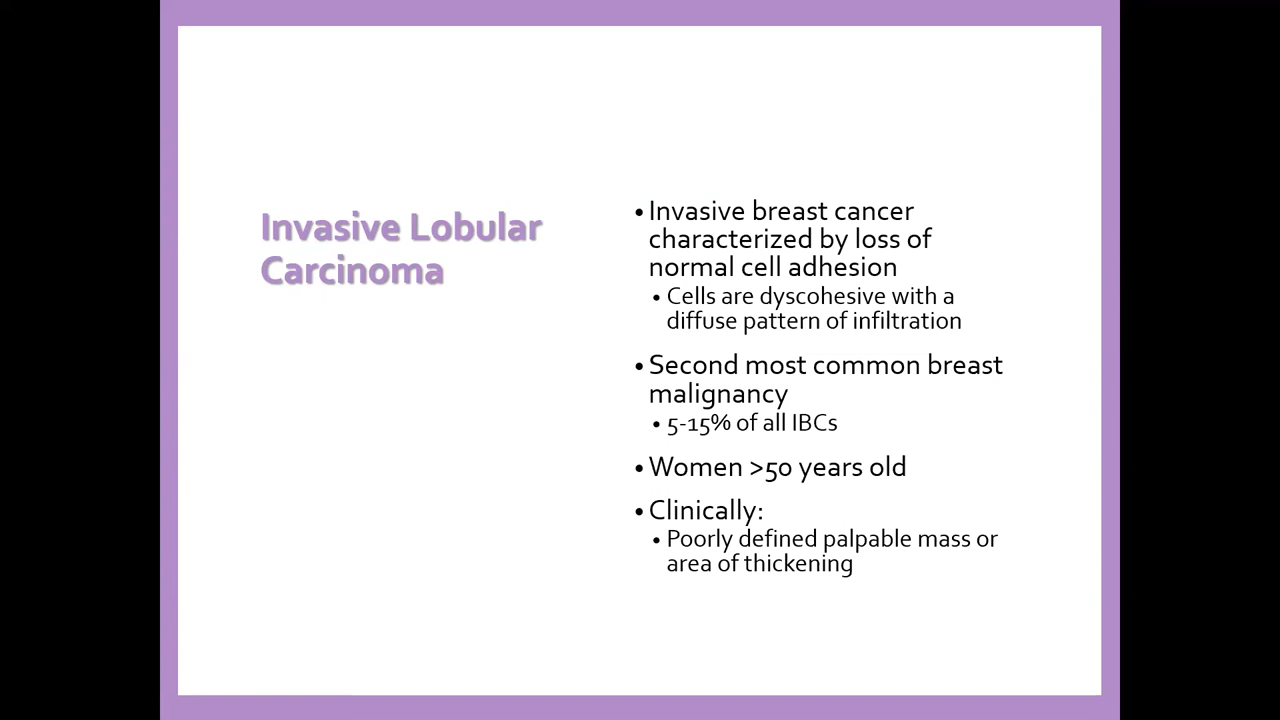 Invasive Lobular
Carcinoma
• Invasive breast cancer
characterized by loss of
normal cell adhesion
• Cells are dyscohesive with a
diffuse pattern of infiltration
• Second most common breast
malignancy
• 5-15% of all IBCs
• Women >50 years old
• Clinically:
• Poorly defined palpable mass or
area of thickening